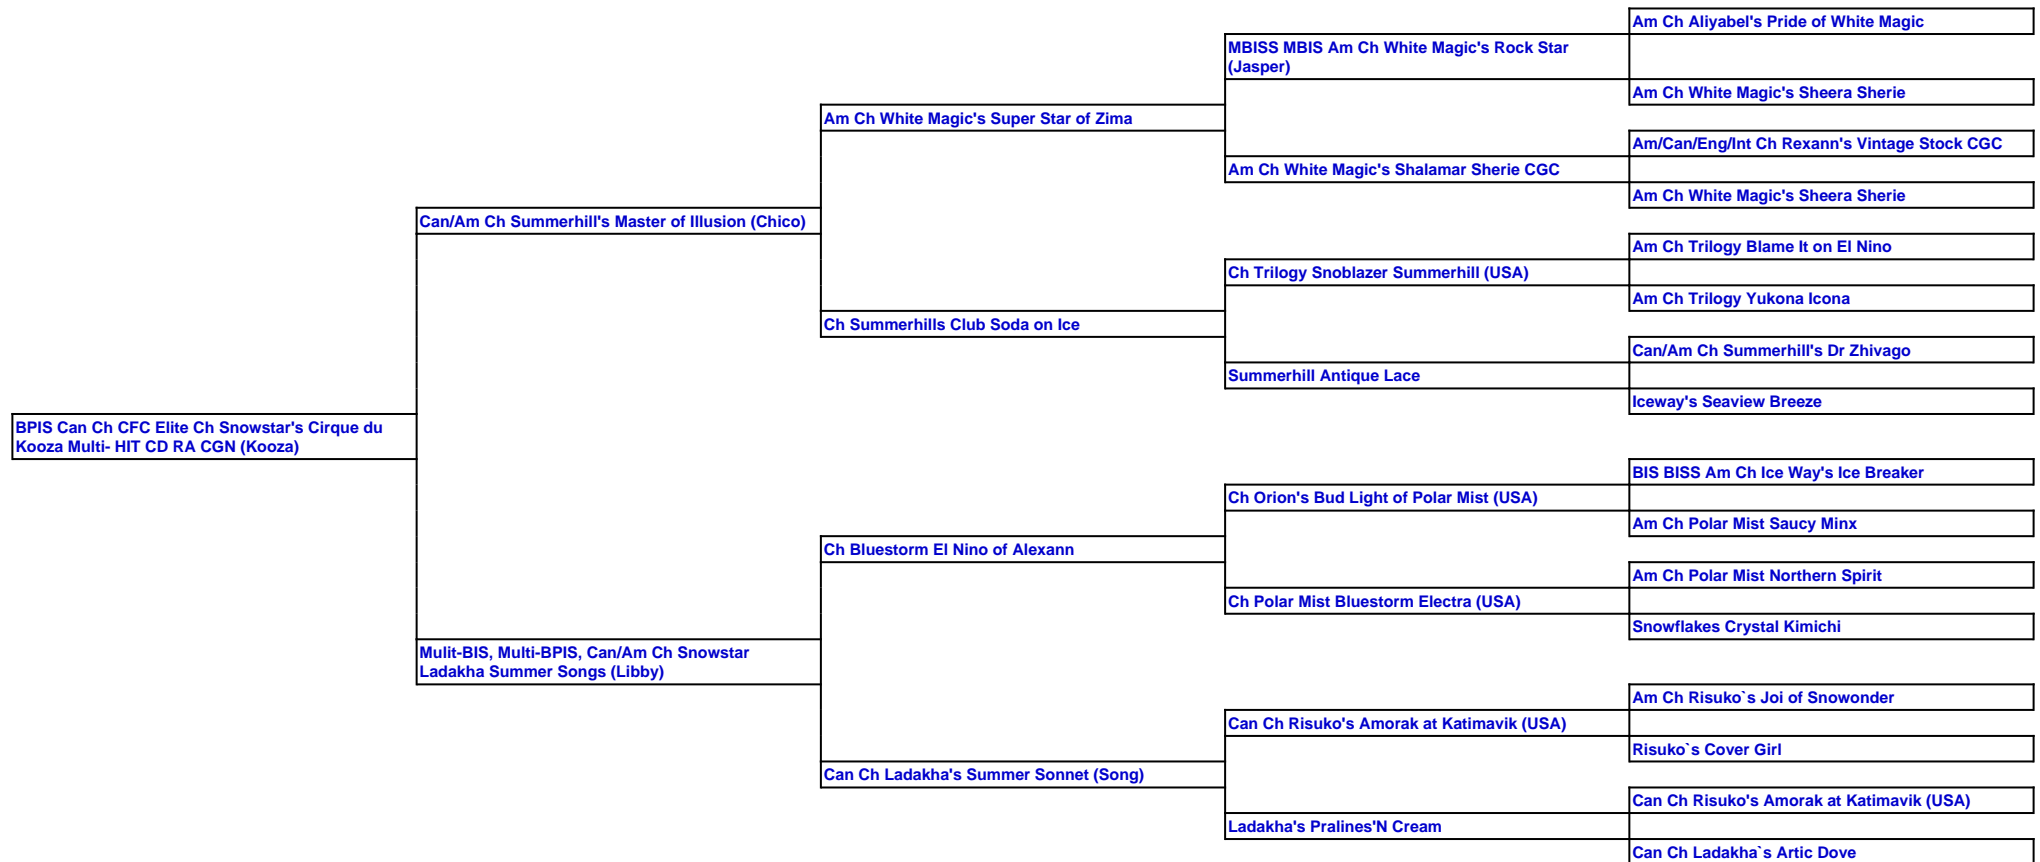 Am Ch Aliyabel's Pride of White Magic
MBISS MBIS Am Ch White Magic's Rock Star
(Jasper)
Am Ch White Magic's Sheera Sherie
Am Ch White Magic's Super Star of Zima
Am/Can/Eng/Int Ch Rexann's Vintage Stock CGC
Am Ch White Magic's Shalamar Sherie CGC
Am Ch White Magic's Sheera Sherie
Can/Am Ch Summerhill's Master of Illusion (Chico)
Am Ch Trilogy Blame It on El Nino
Ch Trilogy Snoblazer Summerhill (USA)
Am Ch Trilogy Yukona Icona
Ch Summerhills Club Soda on Ice
Can/Am Ch Summerhill's Dr Zhivago
Summerhill Antique Lace
Iceway's Seaview Breeze
BPIS Can Ch CFC Elite Ch Snowstar's Cirque du
Kooza Multi- HIT CD RA CGN (Kooza)
BIS BISS Am Ch Ice Way's Ice Breaker
Ch Orion's Bud Light of Polar Mist (USA)
Am Ch Polar Mist Saucy Minx
Ch Bluestorm El Nino of Alexann
Am Ch Polar Mist Northern Spirit
Ch Polar Mist Bluestorm Electra (USA)
Snowflakes Crystal Kimichi
Mulit-BIS, Multi-BPIS, Can/Am Ch Snowstar
Ladakha Summer Songs (Libby)
Am Ch Risuko`s Joi of Snowonder
Can Ch Risuko's Amorak at Katimavik (USA)
Risuko`s Cover Girl
Can Ch Ladakha's Summer Sonnet (Song)
Can Ch Risuko's Amorak at Katimavik (USA)
Ladakha's Pralines'N Cream
Can Ch Ladakha`s Artic Dove